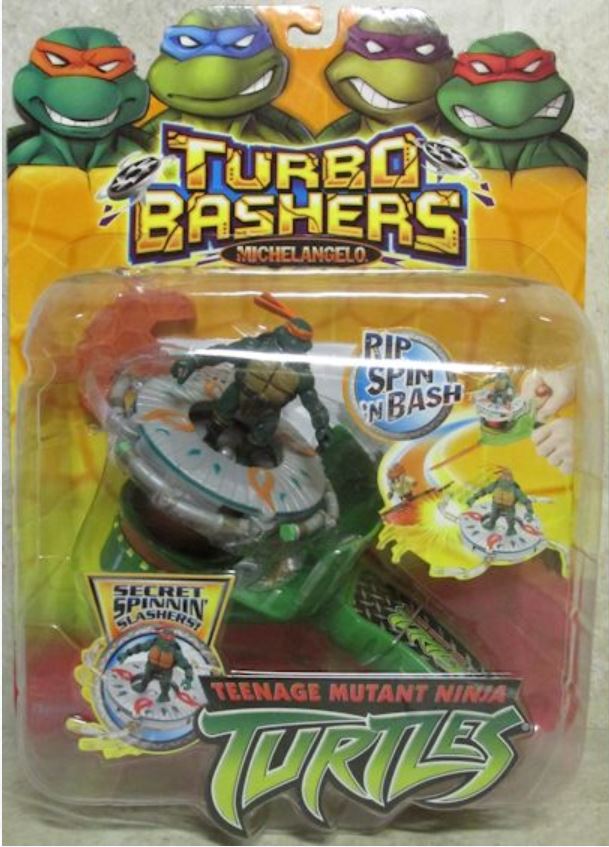 TURBO
BASHERS
MICHELANGELO.
RIP
SPIN
'N BASH
SECRET
SPINNIN'
SLASHERS!
TEENAGE MUTANT NINJA
TURTLES